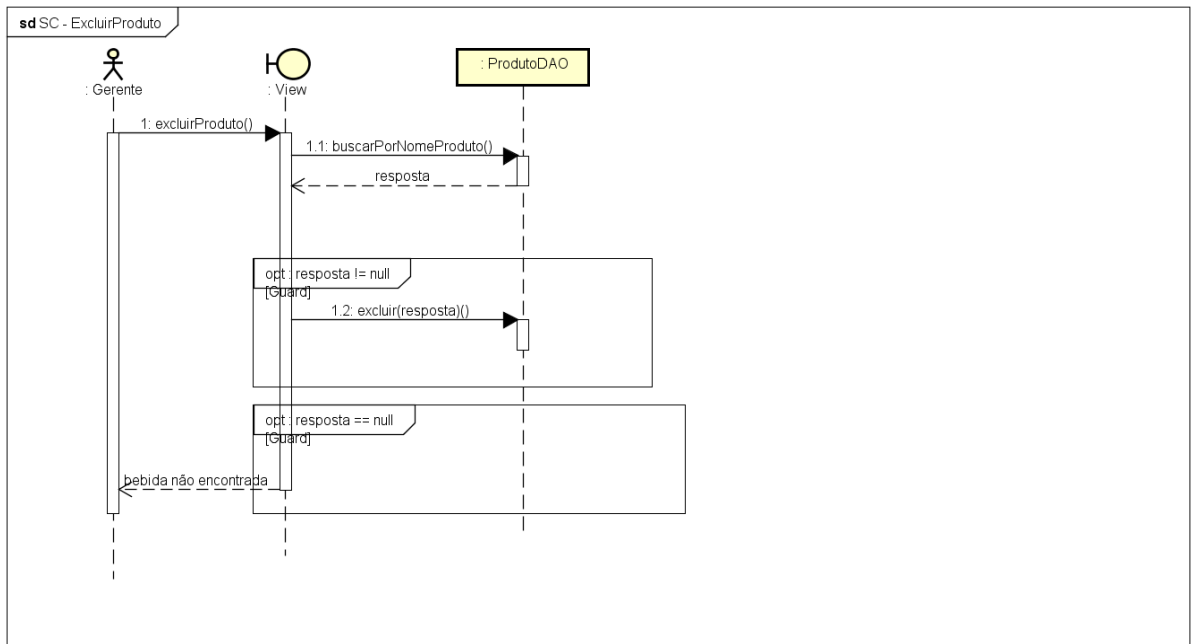 sd SC - ExcluirProduto
: Gerente
: View
: ProdutoDAO
1: excluirProduto()
1.1: buscarPorNomeProduto()
resposta
opt : resposta != null
[Guard]
1.2: excluir(resposta)()
opt : resposta == null
[Guard]
bebida não encontrada